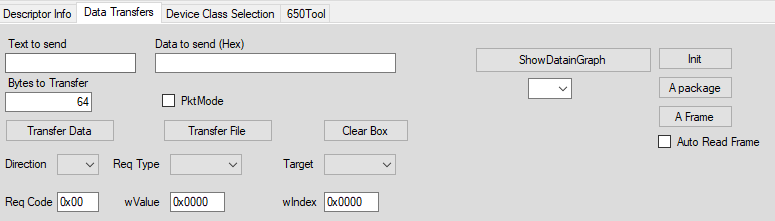 Descriptor Info Data Transfers Device Class Selection 650Tool
Text to send Data to send (Hex)
ShowDatainGraph Init
Bytes to Transfer
A package
64 PktMode
A Frame
Transfer Data Transfer File Clear Box
Auto Read Frame
Direction Req Type Target
Req Code 0x00 wValue 0x0000 wIndex 0x0000